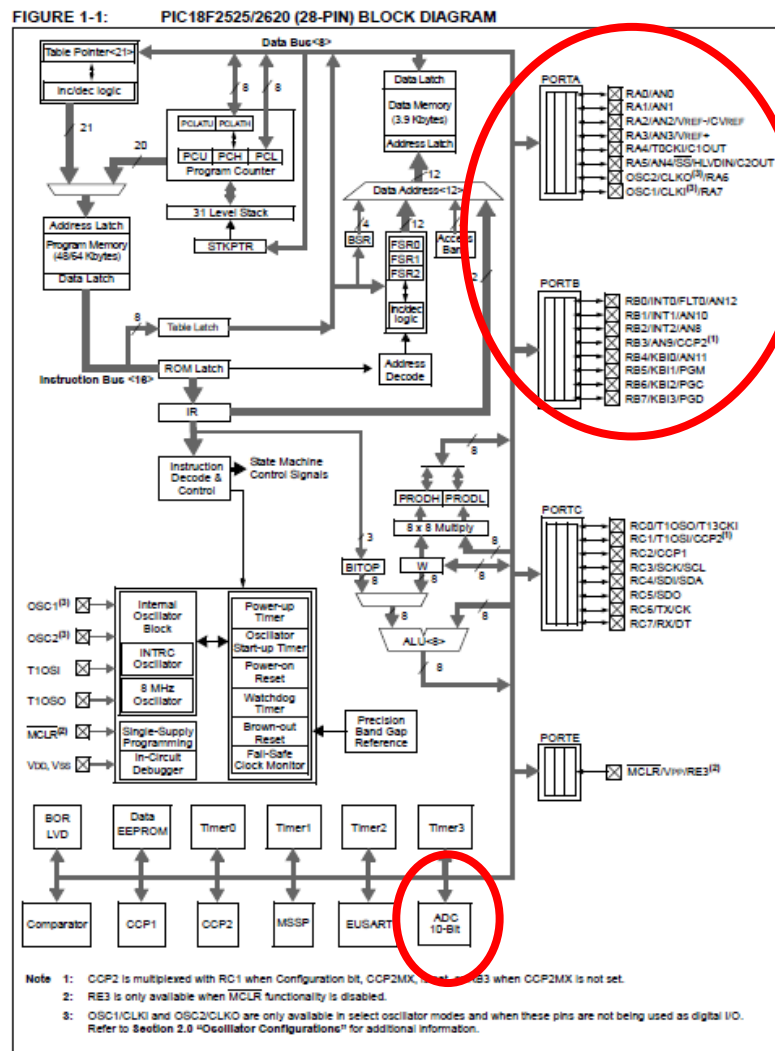 FIGURE 1-1: PIC18F2525/2620 (28-PIN) BLOCK DIAGRAM
Data Bus<8>
Table Pointer<21>
inc/dec logic
21
20
8
8
PCLATU PCLATH
PCU PCH PCL
Program Counter
31 Level Stack
STKPTR
Data Latch
Data Memory
(3.9 Kbytes)
Address Latch
12
Data Address<12>
4
12
BSR
FSR0
FSR1
FSR2
Access
Bank
inc/dec
logic
Address Latch
Program Memory
(48/64 Kbytes)
Data Latch
8
Table Latch
Instruction Bus <16>
ROM Latch
Address
Decode
IR
Instruction
Decode &
Control
State Machine
Control Signals
8
PRODH PRODL
8 x 8 Multiply
3
8
BITOP
W
8
8
8
8
8
ALU<8>
8
PORTA
RA0/AN0
RA1/AN1
RA2/AN2/VREF-/CVREF
RA3/AN3/VREF+
RA4/T0CKI/C1OUT
RA5/AN4/SS/HLVDIN/C2OUT
OSC2/CLKO(3)/RA6
OSC1/CLKI(3)/RA7
PORTB
RB0/INT0/FLT0/AN12
RB1/INT1/AN10
RB2/INT2/AN8
RB3/AN9/CCP2(1)
RB4/KBI0/AN11
RB5/KBI1/PGM
RB6/KBI2/PGC
RB7/KBI3/PGD
PORTC
RC0/T1OSO/T13CKI
RC1/T1OSI/CCP2(1)
RC2/CCP1
RC3/SCK/SCL
RC4/SDI/SDA
RC5/SDO
RC6/TX/CK
RC7/RX/DT
PORTE
MCLR/VPP/RE3(2)
OSC1(3)
OSC2(3)
T1OSI
T1OSO
MCLR(2)
VDD, VSS
Internal
Oscillator
Block
INTRC
Oscillator
8 MHz
Oscillator
Single-Supply
Programming
In-Circuit
Debugger
Power-up
Timer
Oscillator
Start-up Timer
Power-on
Reset
Watchdog
Timer
Brown-out
Reset
Fail-Safe
Clock Monitor
Precision
Band Gap
Reference
BOR
LVD
Data
EEPROM
Timer0
Timer1
Timer2
Timer3
Comparator
CCP1
CCP2
MSSP
EUSART
ADC
10-Bit
Note 1: CCP2 is multiplexed with RC1 when Configuration bit, CCP2MX, is set, or RB3 when CCP2MX is not set.
2: RE3 is only available when MCLR functionality is disabled.
3: OSC1/CLKI and OSC2/CLKO are only available in select oscillator modes and when these pins are not being used as digital I/O.
Refer to Section 2.0 "Oscillator Configurations" for additional information.